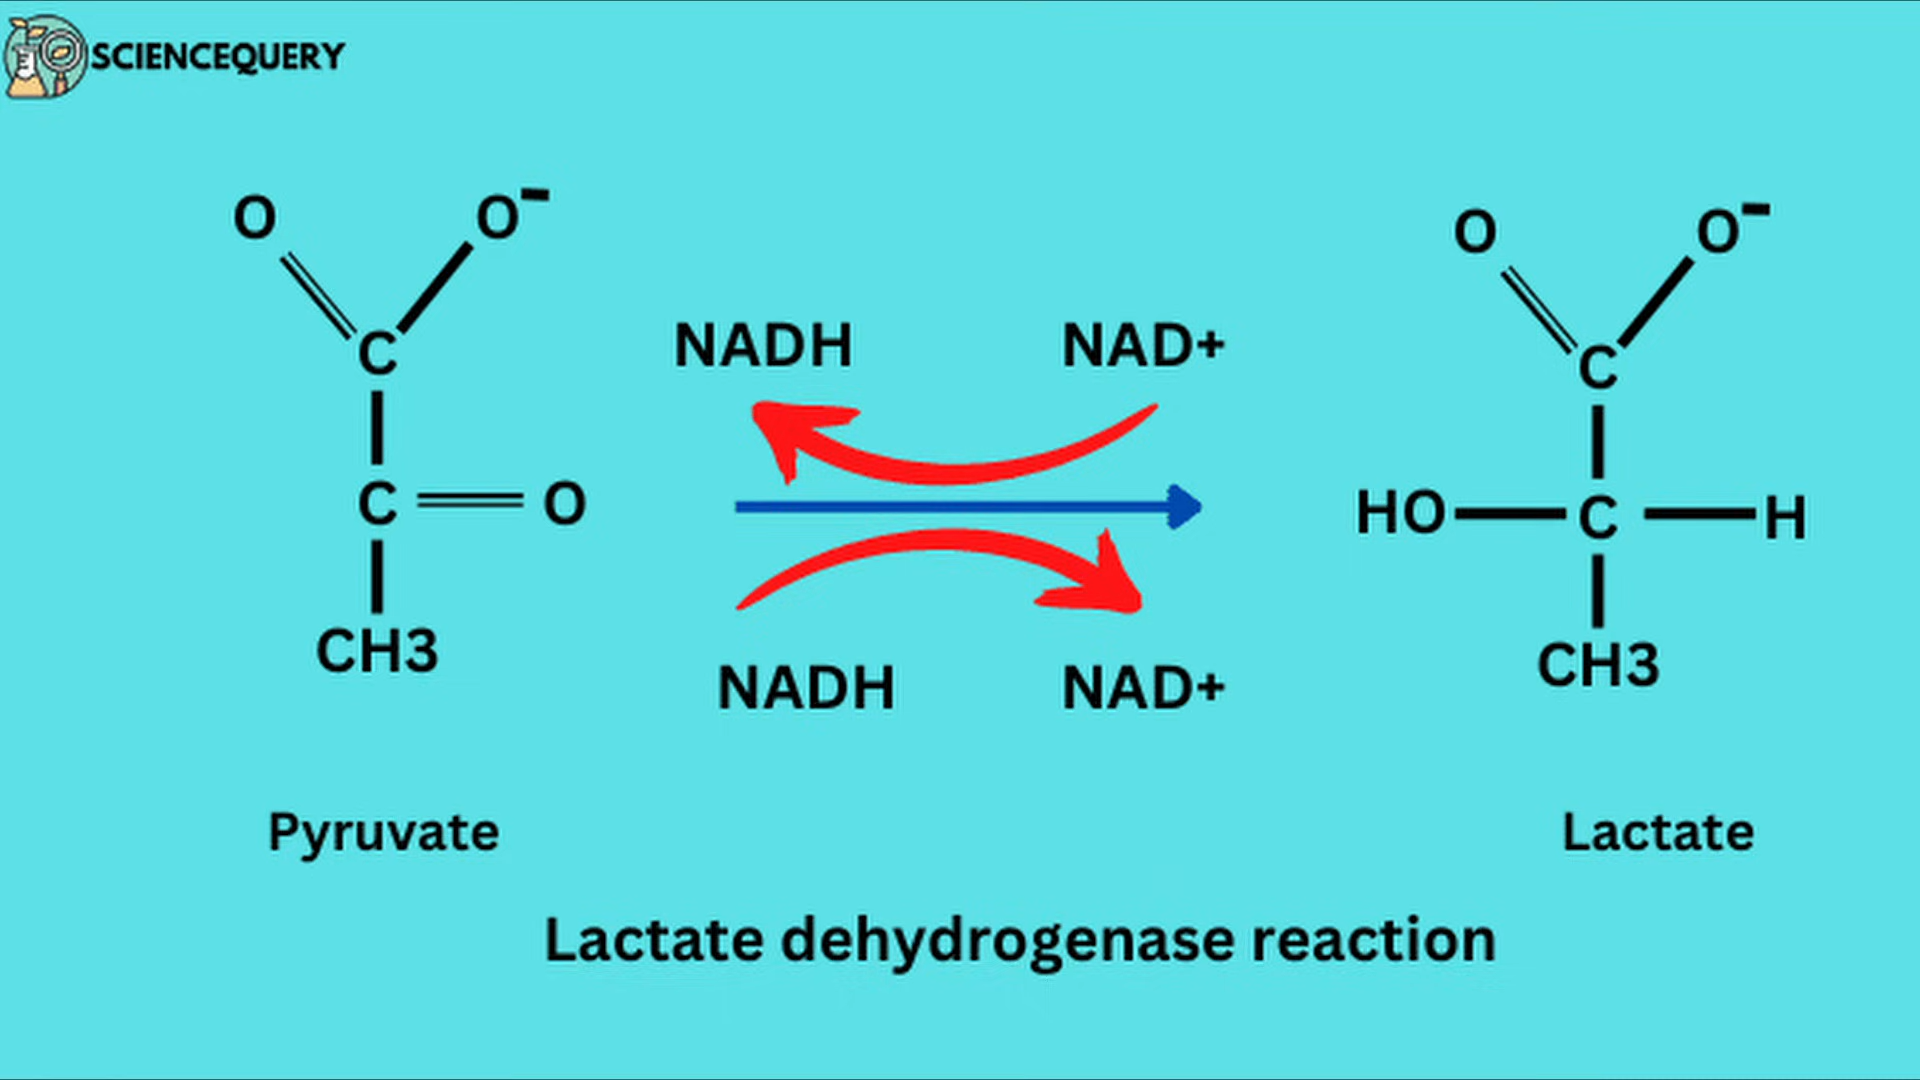 SCIENCEQUERY
O O-
C
C O
CH3
NADH NAD+
NADH NAD+
O O-
C
HO C H
CH3
Pyruvate
Lactate
Lactate dehydrogenase reaction